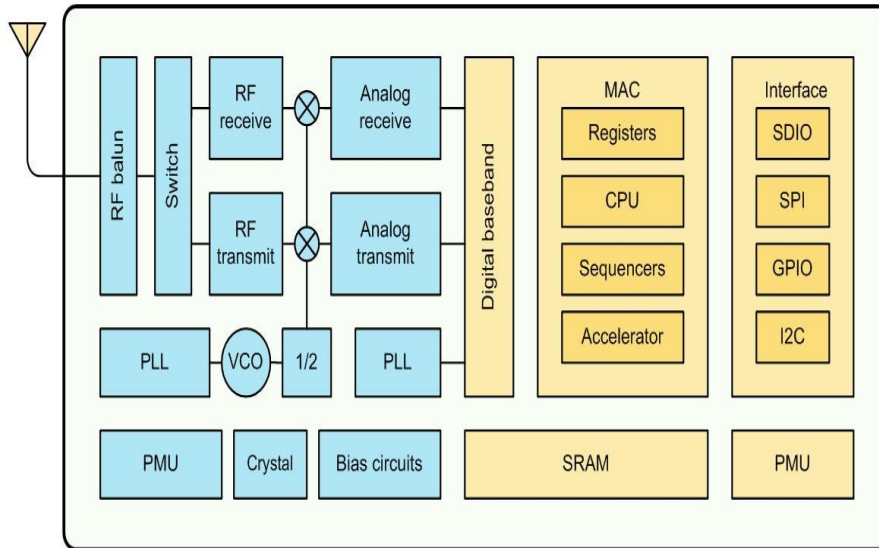 RF balun
Switch
RF
receive
Analog
receive
RF
transmit
Analog
transmit
Digital baseband
MAC
Registers
CPU
Sequencers
Accelerator
Interface
SDIO
SPI
GPIO
I2C
PLL
VCO
1/2
PLL
PMU
Crystal
Bias circuits
SRAM
PMU